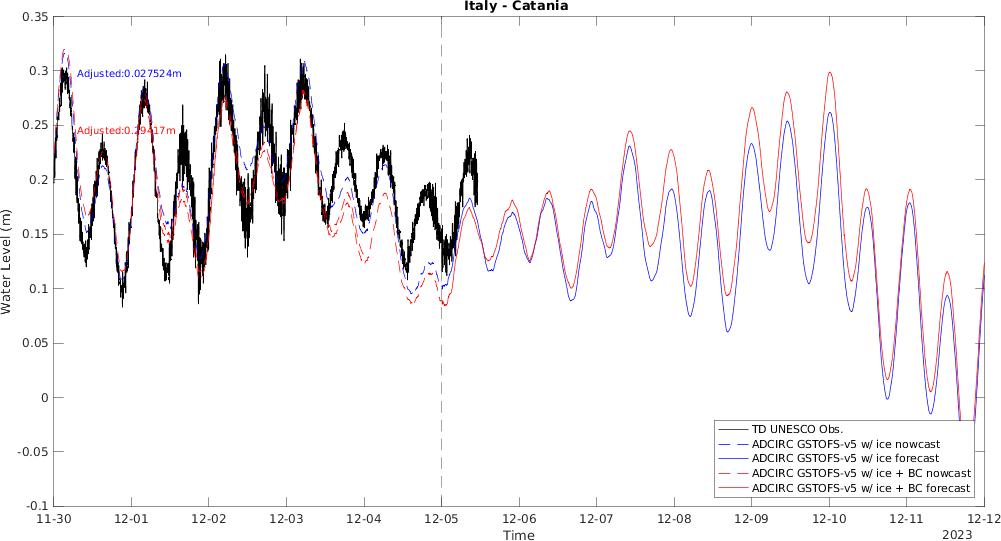 Italy - Catania
0.35
0.3
0.25
0.2
0.15
0.1
0.05
0
-0.05
-0.1
Water Level (m)
Adjusted:0.027524m
Adjusted:0.29417m
TD UNESCO Obs.
ADCIRC GSTOFS-v5 w/ ice nowcast
ADCIRC GSTOFS-v5 w/ ice forecast
ADCIRC GSTOFS-v5 w/ ice + BC nowcast
ADCIRC GSTOFS-v5 w/ ice + BC forecast
11-30 12-01 12-02 12-03 12-04 12-05 12-06 12-07 12-08 12-09 12-10 12-11 12-12
Time
2023